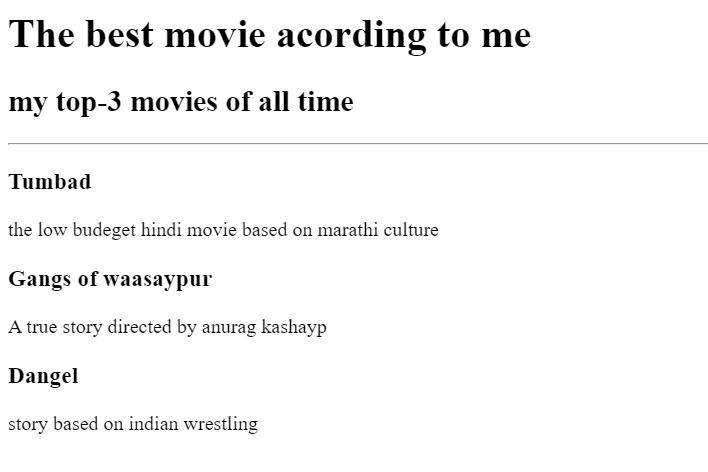 The best movie acording to me
my top-3 movies of all time
Tumbad
the low budeget hindi movie based on marathi culture
Gangs of waasaypur
A true story directed by anurag kashayp
Dangel
story based on indian wrestling